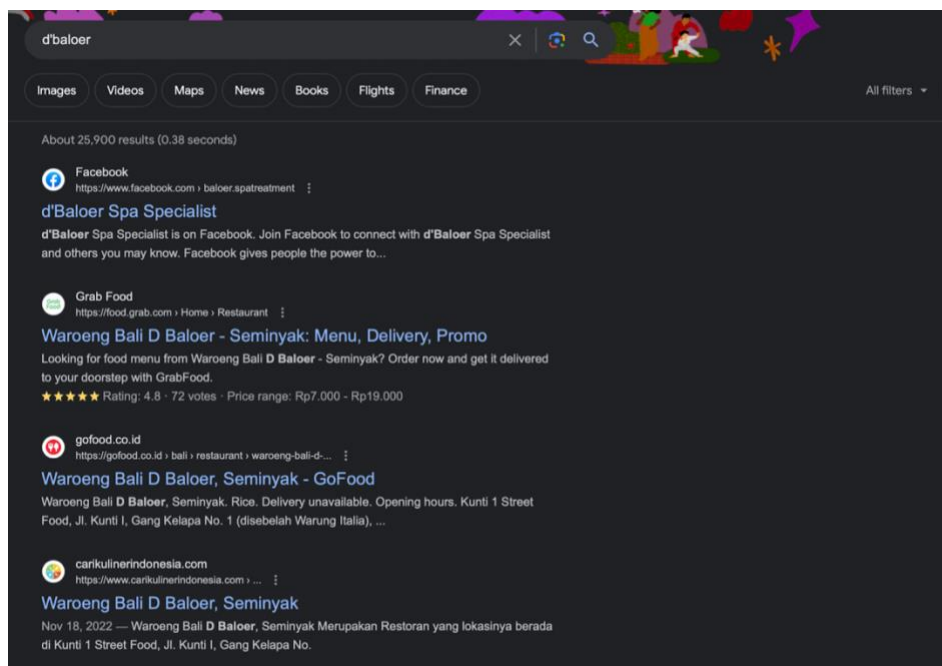 d'baloer
Images Videos Maps News Books Flights Finance All filters
About 25,900 results (0.38 seconds)
Facebook
https://www.facebook.com › baloer.spatreatment
d'Baloer Spa Specialist
d'Baloer Spa Specialist is on Facebook. Join Facebook to connect with d'Baloer Spa Specialist
and others you may know. Facebook gives people the power to...
Grab Food
Grab Food
https://food.grab.com › Home › Restaurant
Waroeng Bali D Baloer - Seminyak: Menu, Delivery, Promo
Looking for food menu from Waroeng Bali D Baloer - Seminyak? Order now and get it delivered
to your doorstep with GrabFood.
Rating: 4.8 · 72 votes · Price range: Rp7.000 - Rp19.000
gofood.co.id
https://gofood.co.id › bali › restaurant › waroeng-bali-d-...
Waroeng Bali D Baloer, Seminyak - GoFood
Waroeng Bali D Baloer, Seminyak. Rice. Delivery unavailable. Opening hours. Kunti 1 Street
Food, Jl. Kunti I, Gang Kelapa No. 1 (disebelah Warung Italia), ...
carikulinerindonesia.com
https://www.carikulinerindonesia.com › ...
Waroeng Bali D Baloer, Seminyak
Nov 18, 2022 — Waroeng Bali D Baloer, Seminyak Merupakan Restoran yang lokasinya berada
di Kunti 1 Street Food, Jl. Kunti I, Gang Kelapa No.